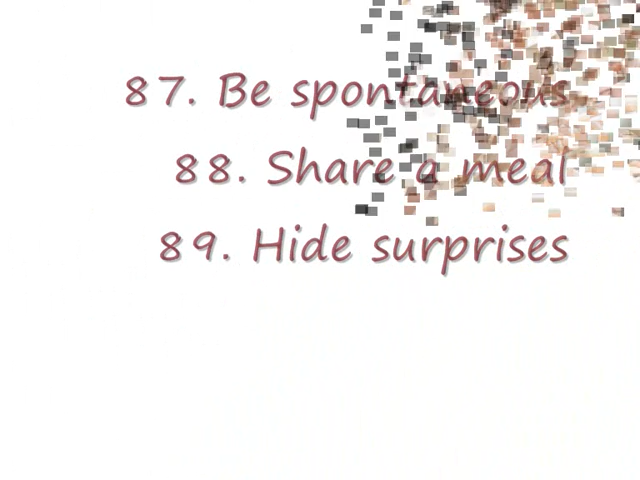 87. Be spontaneous
88. Share a meal
89. Hide surprises